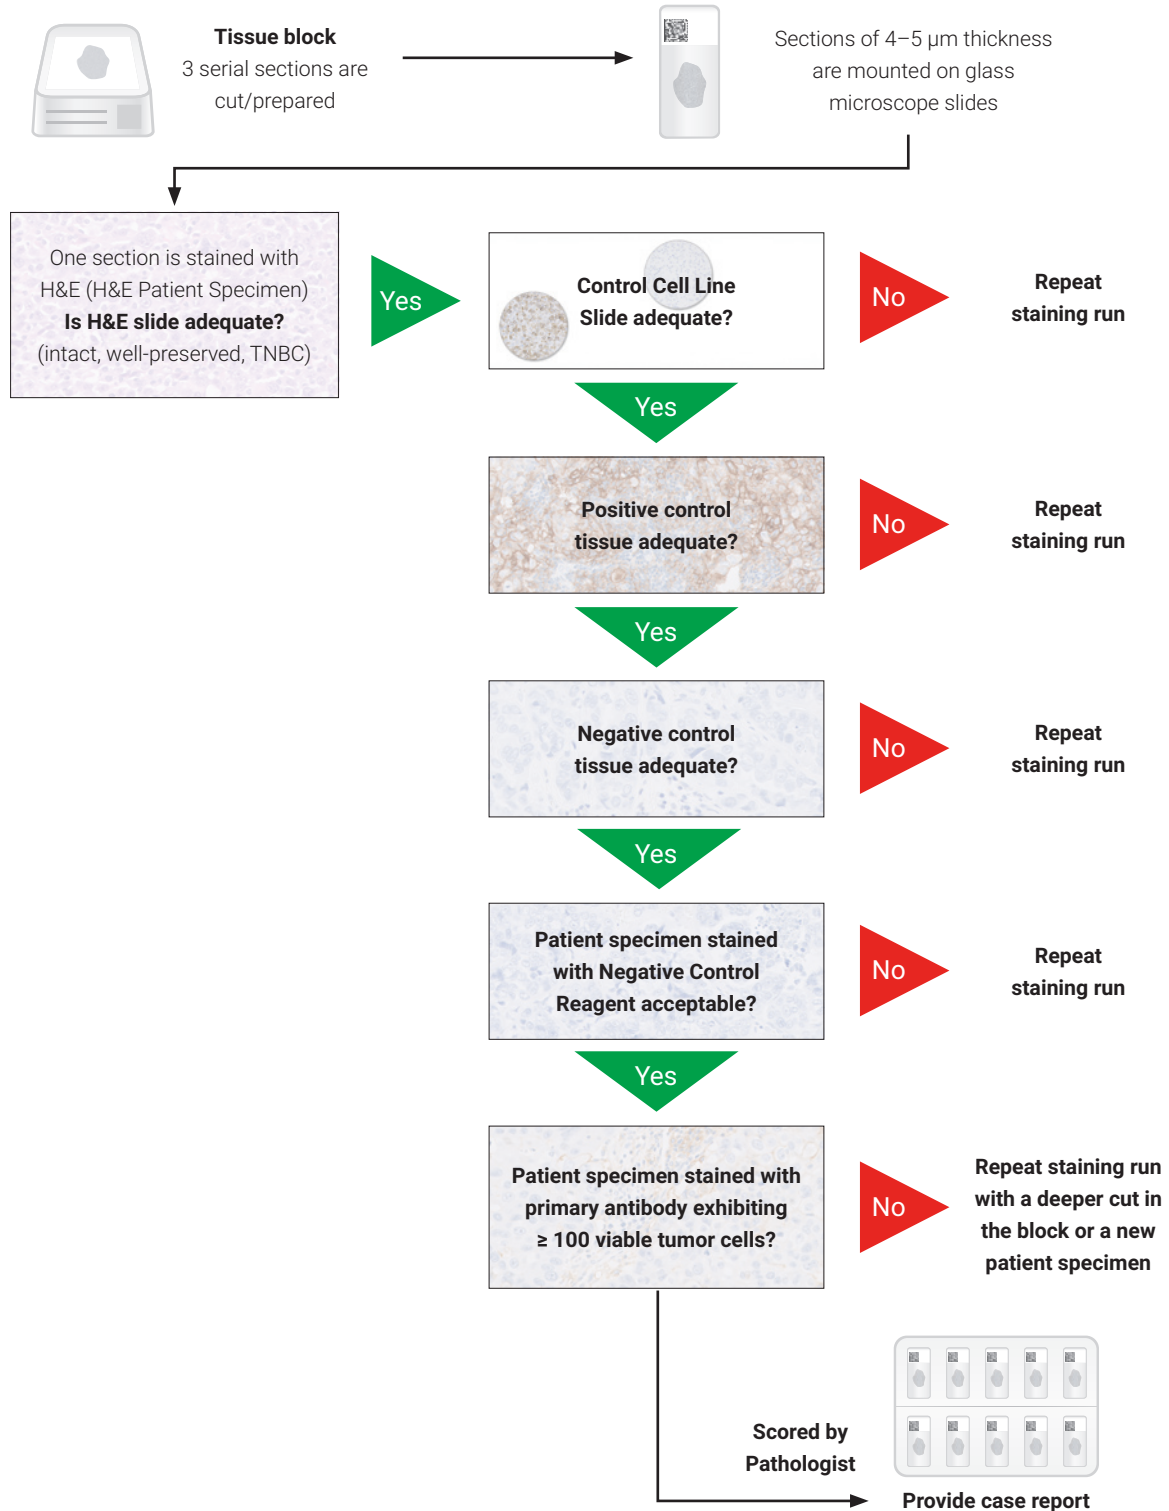 Tissue block
3 serial sections are
cut/prepared
Sections of 4–5 µm thickness
are mounted on glass
microscope slides
One section is stained with
H&E (H&E Patient Specimen)
Is H&E slide adequate?
(intact, well-preserved, TNBC)
Yes
Control Cell Line
Slide adequate?
No
Repeat
staining run
Yes
Positive control
tissue adequate?
No
Repeat
staining run
Yes
Negative control
tissue adequate?
No
Repeat
staining run
Yes
Patient specimen stained
with Negative Control
Reagent acceptable?
No
Repeat
staining run
Yes
Patient specimen stained with
primary antibody exhibiting
≥ 100 viable tumor cells?
No
Repeat staining run
with a deeper cut in
the block or a new
patient specimen
Scored by
Pathologist
Provide case report